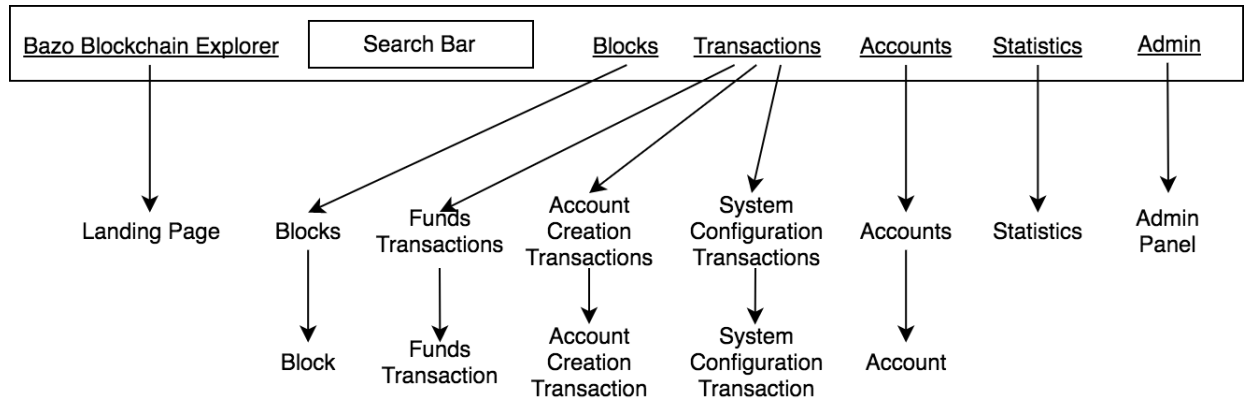 Bazo Blockchain Explorer
Search Bar
Blocks
Transactions
Accounts
Statistics
Admin
Landing Page
Blocks
Funds
Transactions
Account
Creation
Transactions
System
Configuration
Transactions
Accounts
Statistics
Admin
Panel
Block
Funds
Transaction
Account
Creation
Transaction
System
Configuration
Transaction
Account